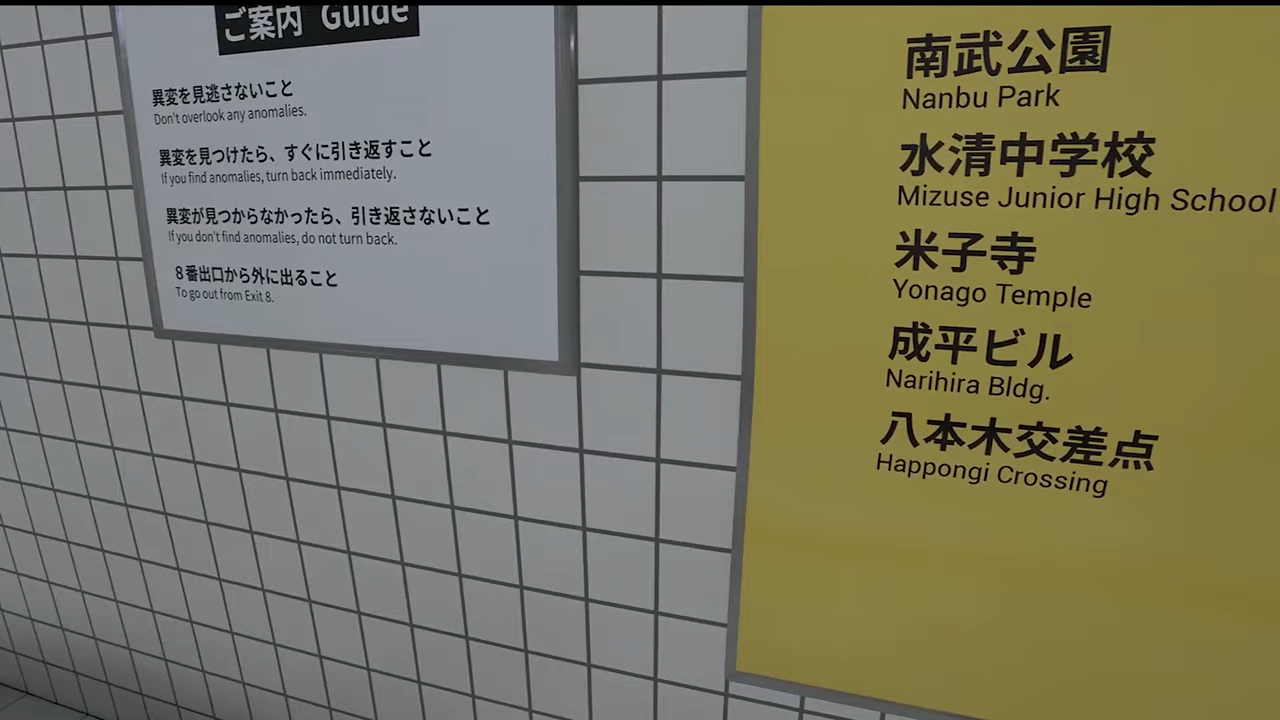 ご案内 Guide
異変を見逃さないこと
Don't overlook any anomalies.
異変を見つけたら、すぐに引き返すこと
If you find anomalies, turn back immediately.
異変が見つからなかったら、引き返さないこと
If you don't find anomalies, do not turn back.
8番出口から外に出ること
To go out from Exit 8.
南武公園
Nanbu Park
水清中学校
Mizuse Junior High School
米子寺
Yonago Temple
成平ビル
Narihira Bldg.
八本木交差点
Happongi Crossing